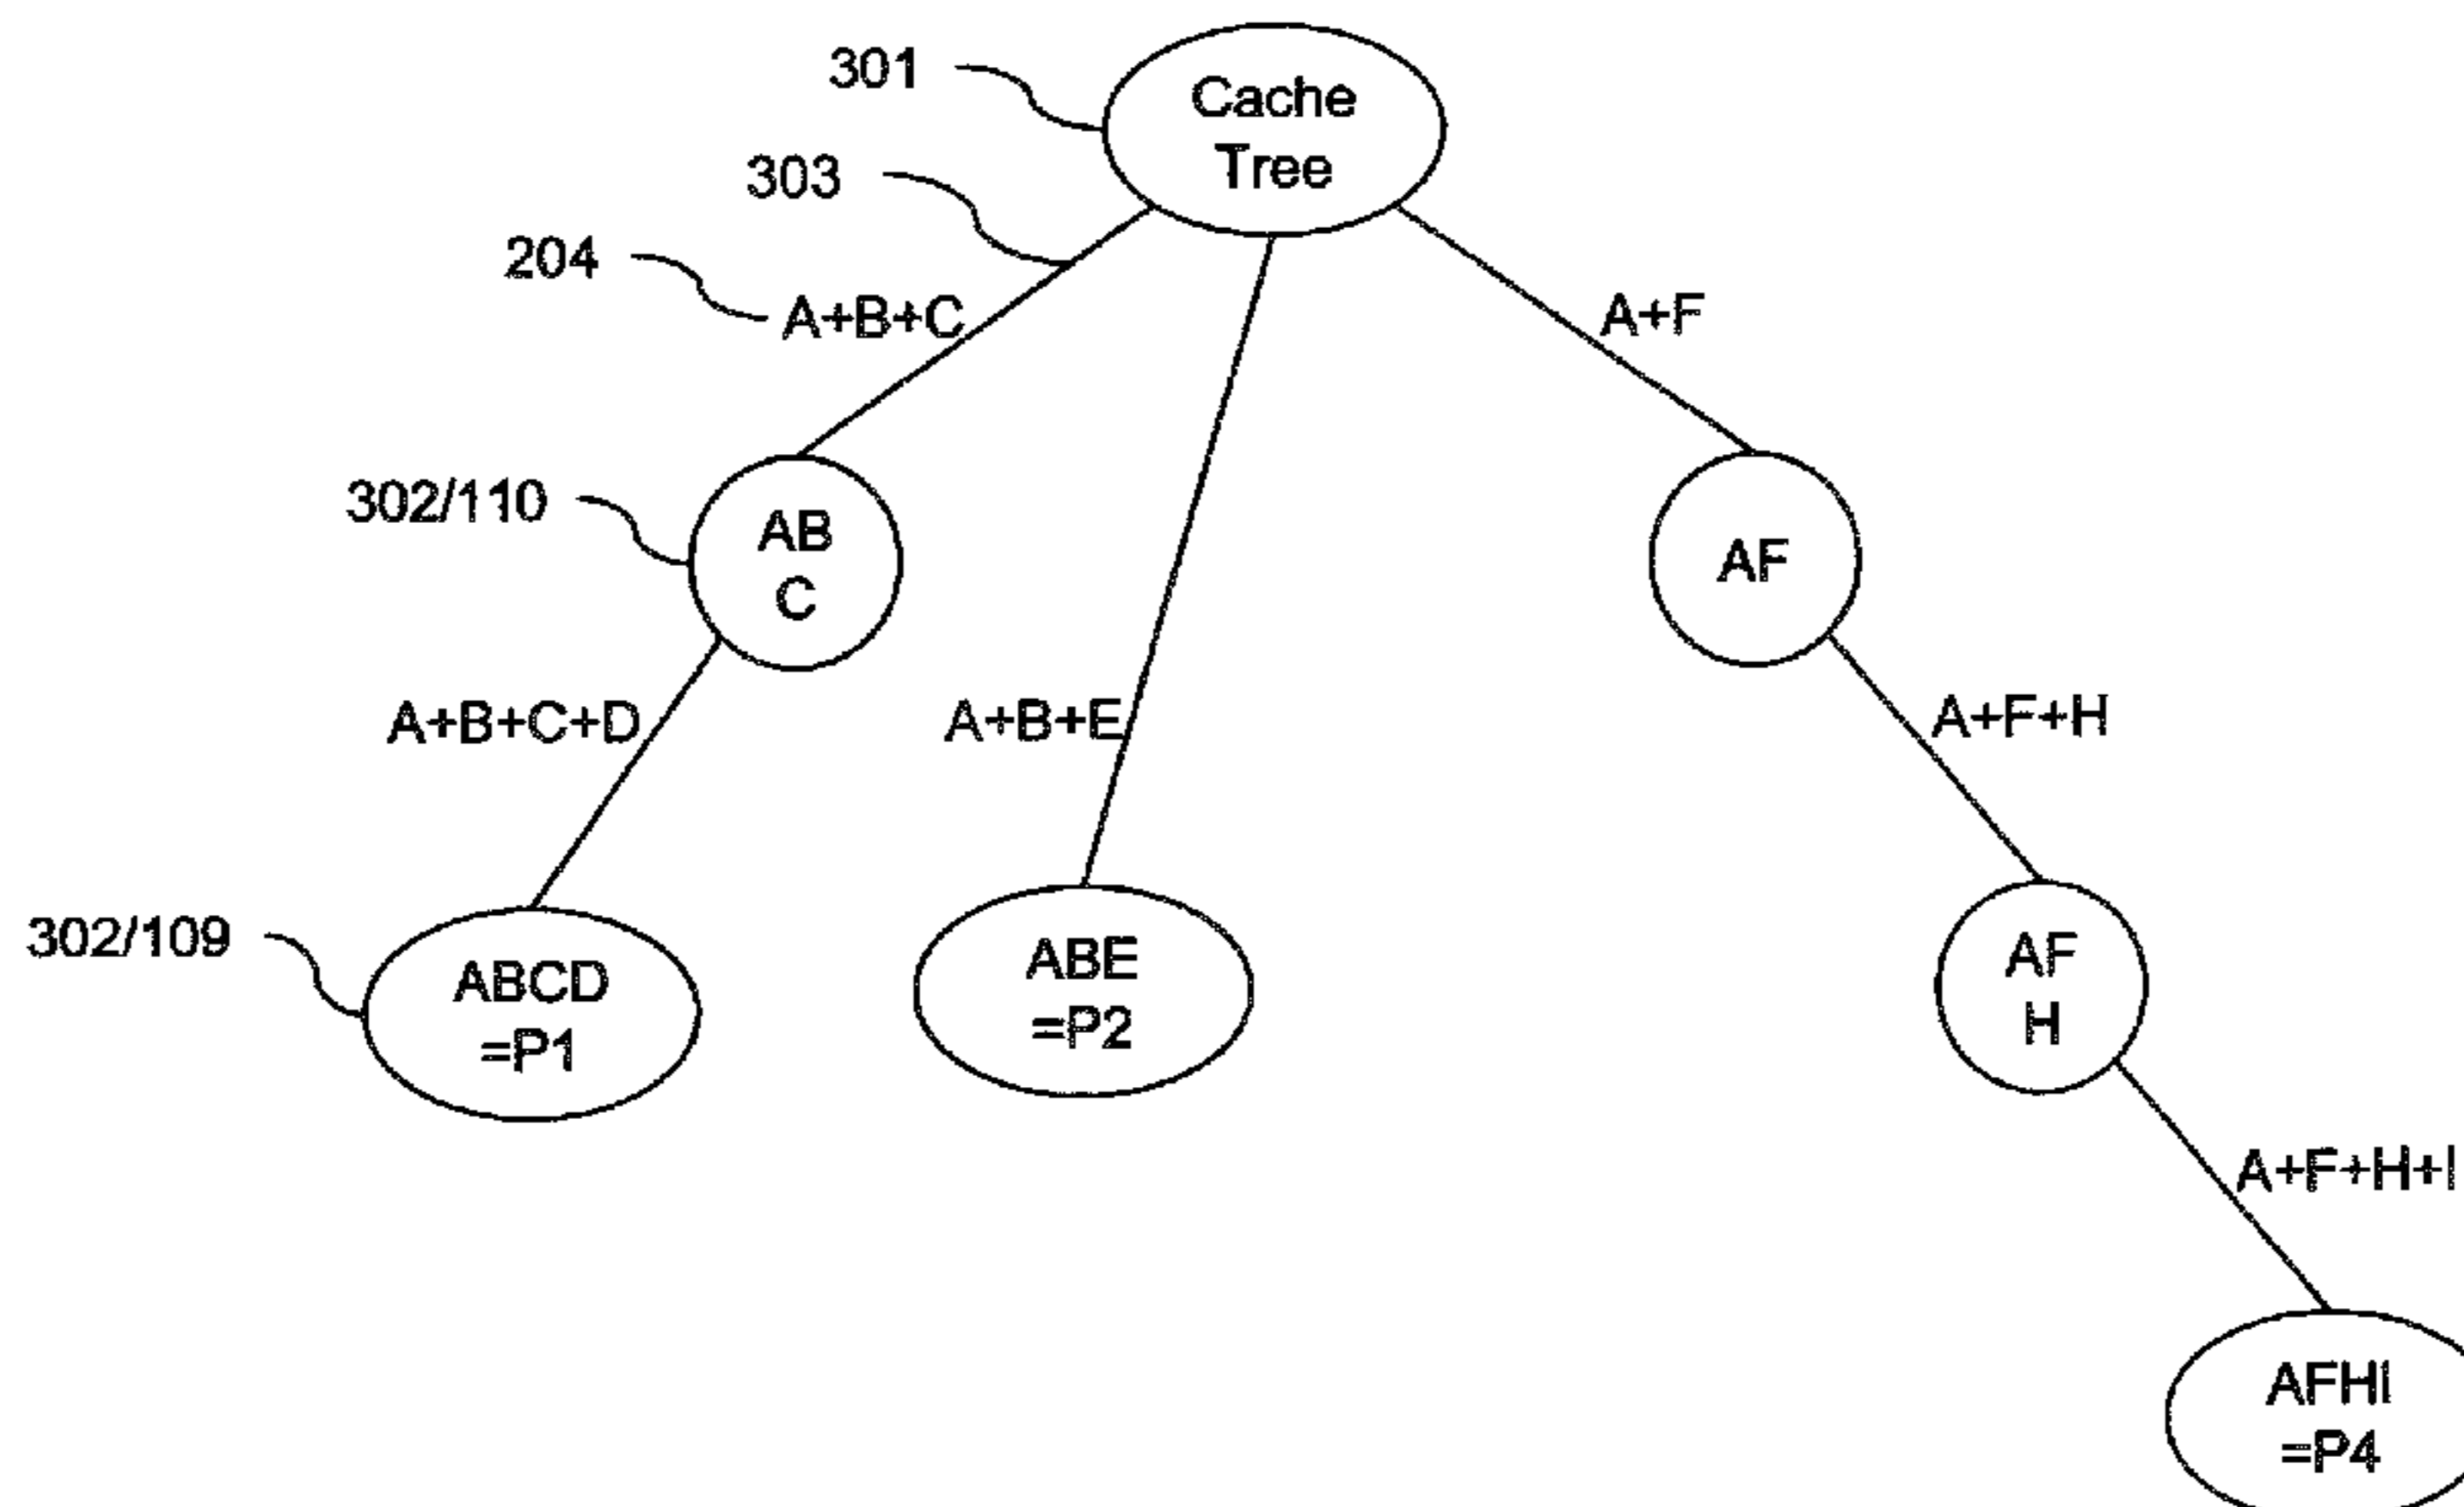 301
Cache
Tree
303
204
A+B+C
A+F
302/110
AB
C
AF
A+B+C+D
A+B+E
A+F+H
302/109
ABCD
=P1
ABE
=P2
AF
H
A+F+H+I
AFHI
=P4